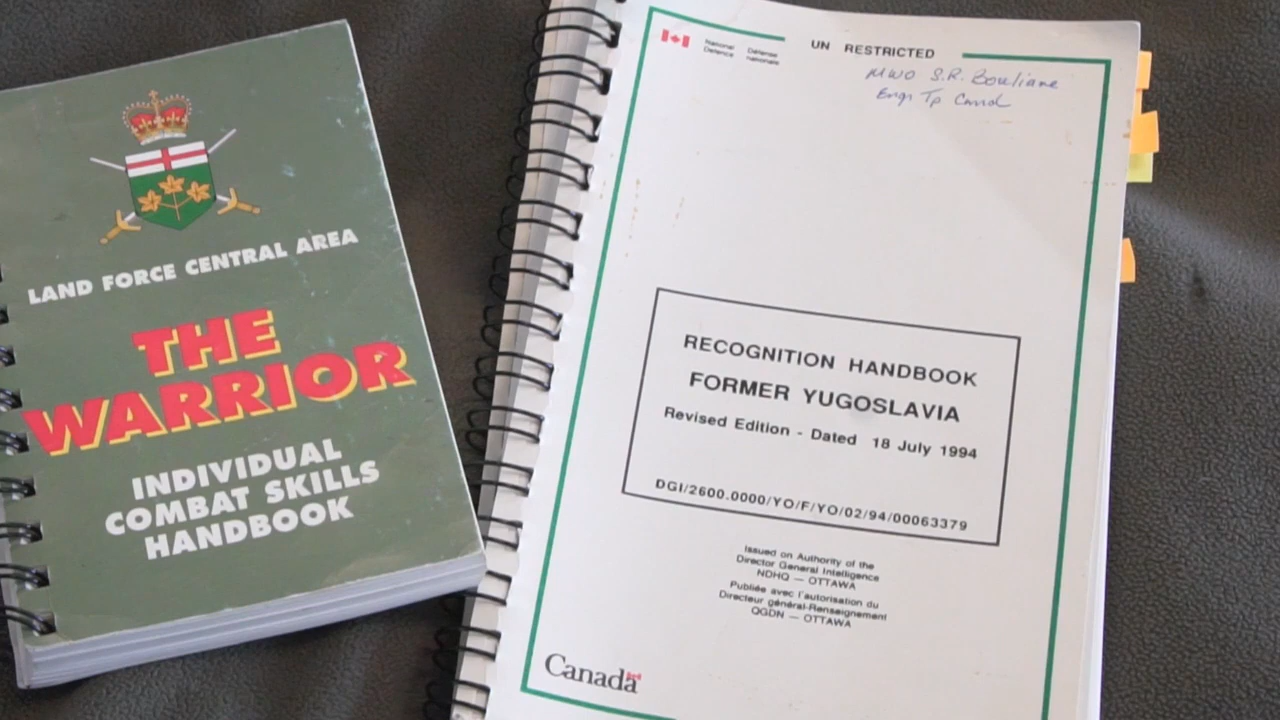 LAND FORCE CENTRAL AREA
THE
WARRIOR
INDIVIDUAL
COMBAT SKILLS
HANDBOOK
National Défense
Defence nationale
UN RESTRICTED
MWO S.R. Bouliane
Engr Tp Comd
RECOGNITION HANDBOOK
FORMER YUGOSLAVIA
Revised Edition - Dated 18 July 1994
DGI/2600.0000/YO/F/YO/02/94/00063379
Issued on Authority of the
Director General Intelligence
NDHQ — OTTAWA
Publiée avec l'autorisation du
Directeur général-Renseignement
QGDN — OTTAWA
Canada